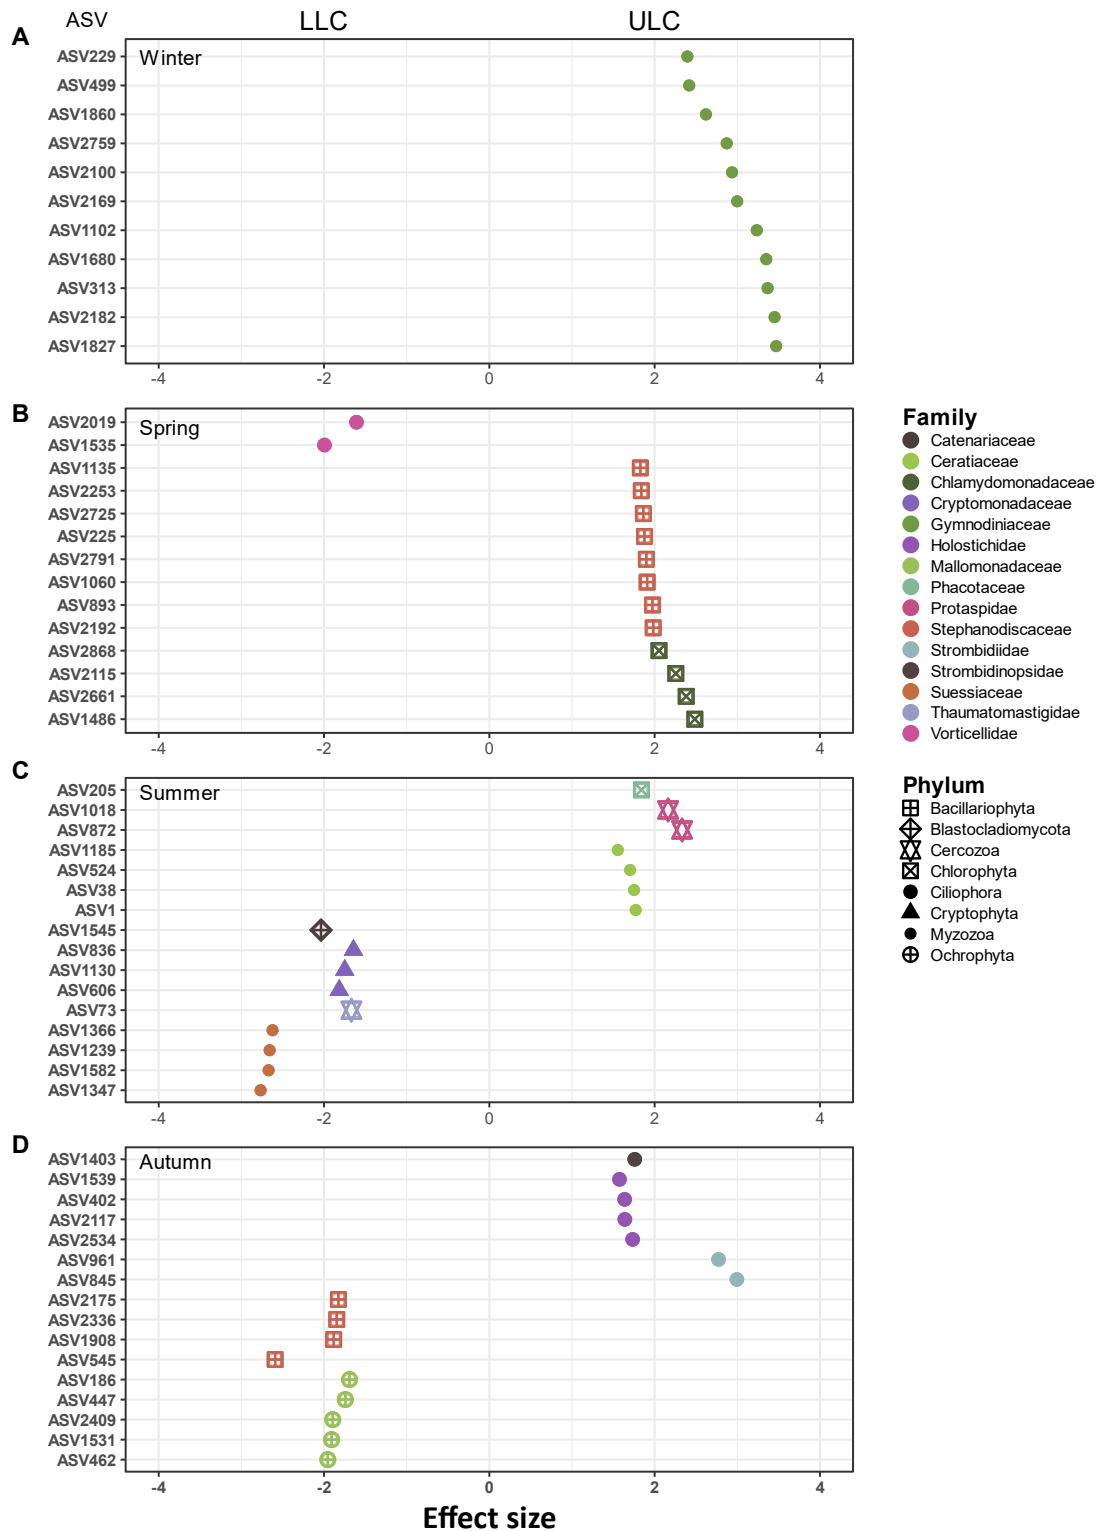 ASV LLC ULC
A
Winter
ASV229
ASV499
ASV1860
ASV2759
ASV2100
ASV2169
ASV1102
ASV1680
ASV313
ASV2182
ASV1827
-4 -2 0 2 4
B
Spring
ASV2019
ASV1535
ASV1135
ASV2253
ASV2725
ASV225
ASV2791
ASV1060
ASV893
ASV2192
ASV2868
ASV2115
ASV2661
ASV1486
-4 -2 0 2 4
Family
Catenariaceae
Ceratiaceae
Chlamydomonadaceae
Cryptomonadaceae
Gymnodiniaceae
Holostichidae
Mallomonadaceae
Phacotaceae
Protaspidae
Stephanodiscaceae
Strombidiidae
Strombidinopsidae
Suessiaceae
Thaumatomastigidae
Vorticellidae
C
Summer
ASV205
ASV1018
ASV872
ASV1185
ASV524
ASV38
ASV1
ASV1545
ASV836
ASV1130
ASV606
ASV73
ASV1366
ASV1239
ASV1582
ASV1347
-4 -2 0 2 4
Phylum
Bacillariophyta
Blastocladiomycota
Cercozoa
Chlorophyta
Ciliophora
Cryptophyta
Myzozoa
Ochrophyta
D
Autumn
ASV1403
ASV1539
ASV402
ASV2117
ASV2534
ASV961
ASV845
ASV2175
ASV2336
ASV1908
ASV545
ASV186
ASV447
ASV2409
ASV1531
ASV462
-4 -2 0 2 4
Effect size